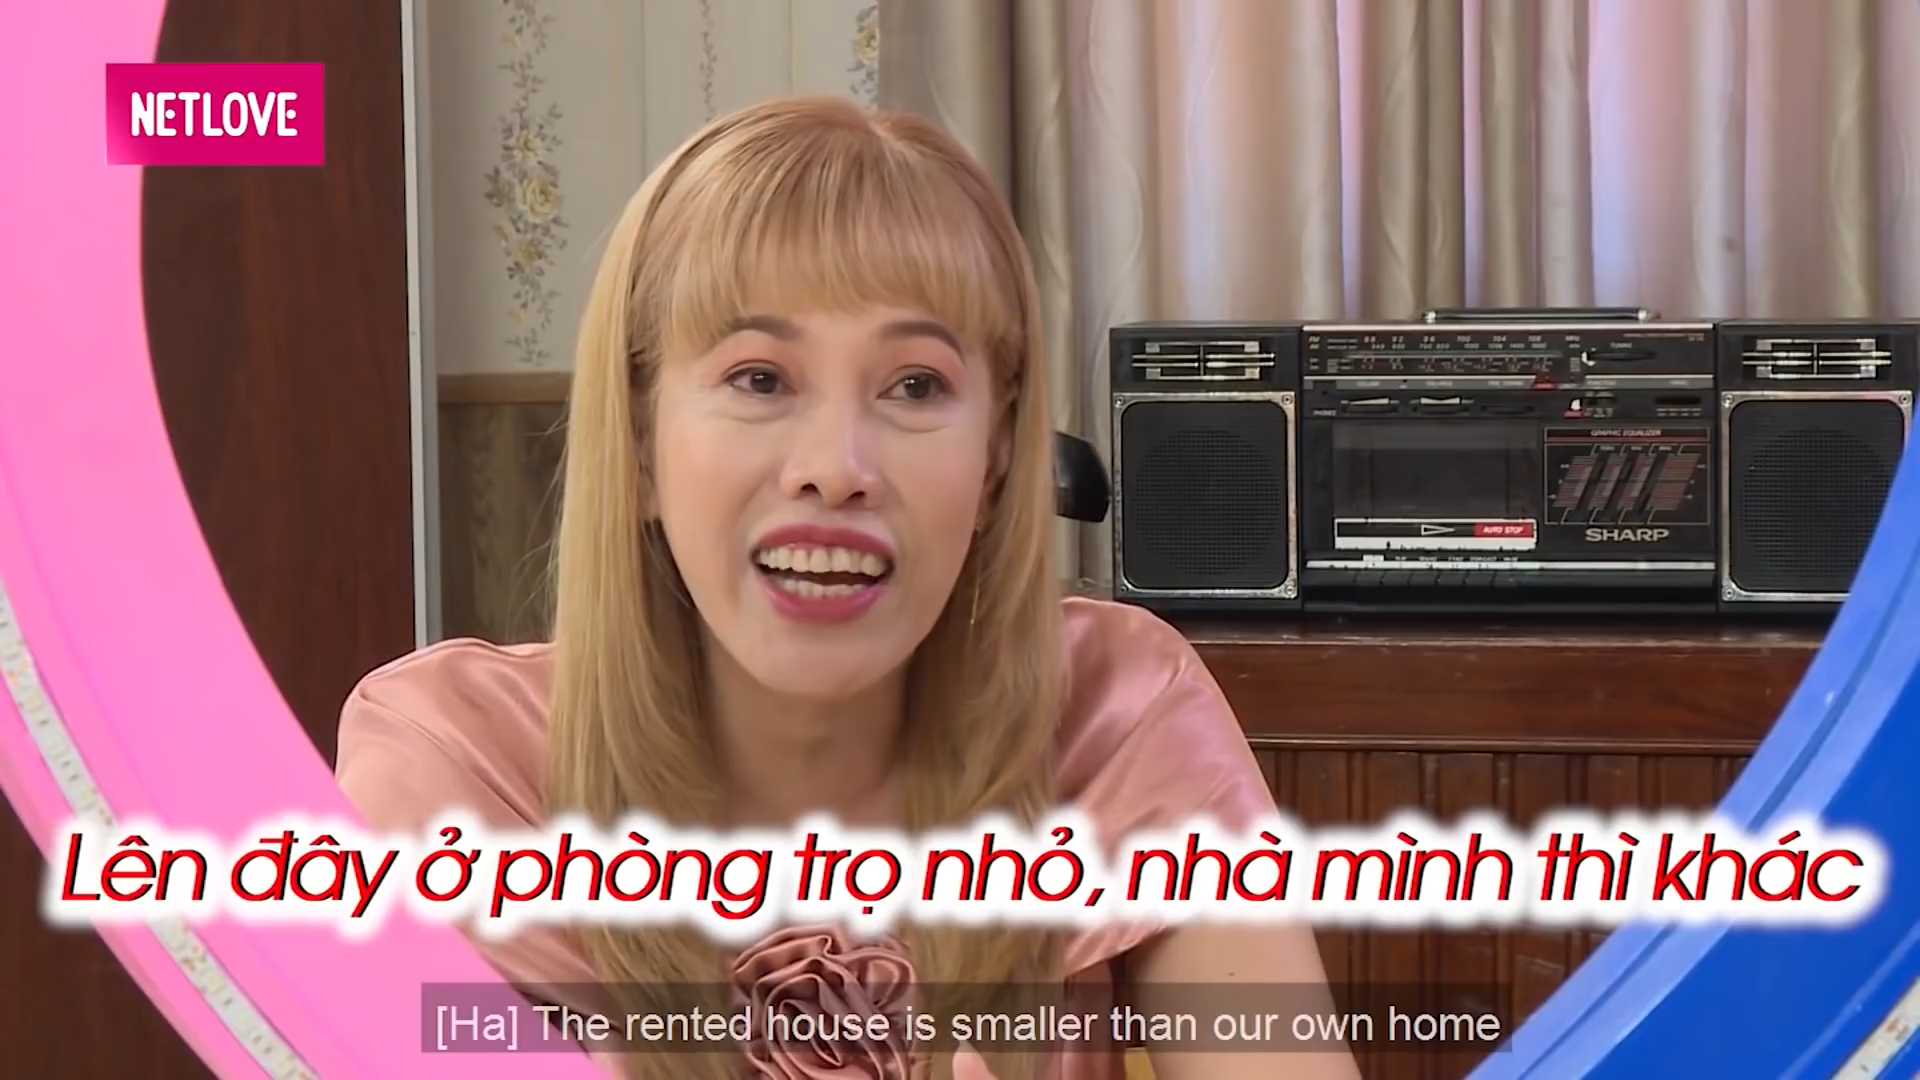 NETLOVE
GRAPHIC EQUALIZER
AUTO STOP
SHARP
Lên đây ở phòng trọ nhỏ, nhà mình thì khác
[Ha] The rented house is smaller than our own home